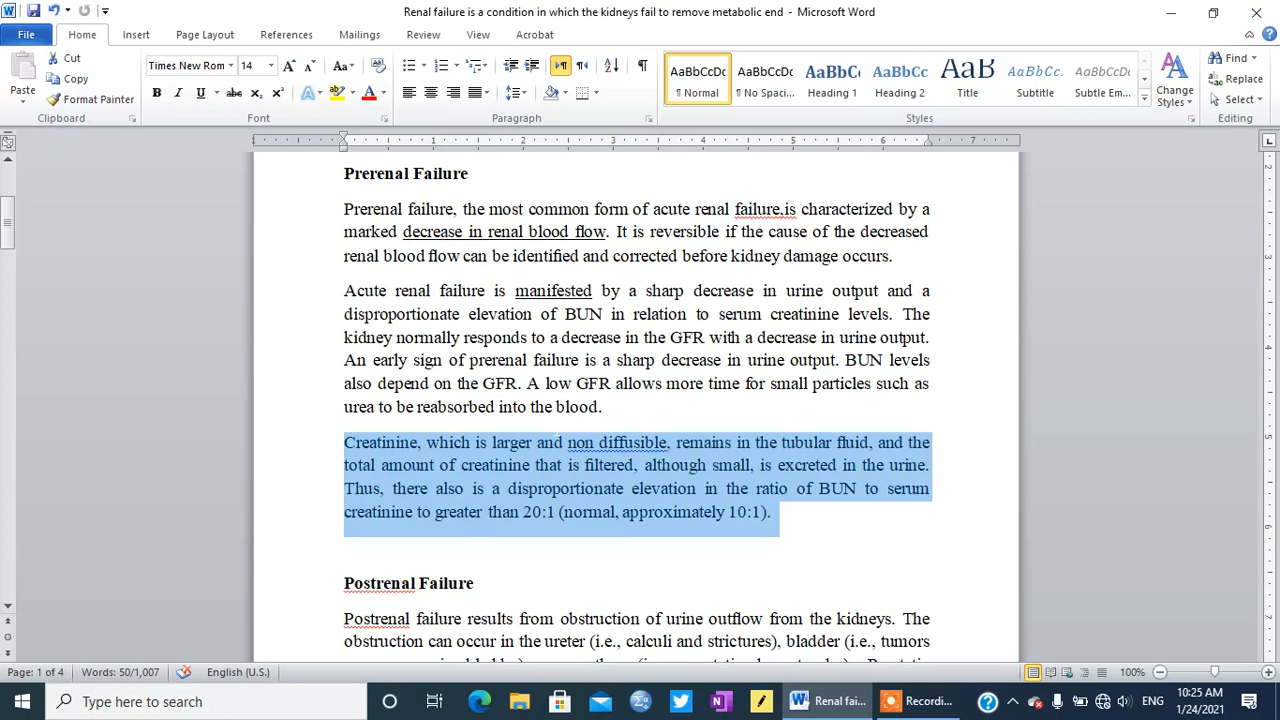 Renal failure is a condition in which the kidneys fail to remove metabolic end - Microsoft Word
File Home Insert Page Layout References Mailings Review View Acrobat
Paste
Cut
Copy
Format Painter
Clipboard
Times New Rom 14
Font
Paragraph
AaBbCcDc AaBbCcDc AaBbC AaBbCc AaB AaBbCc. AaBbCcDc
¶ Normal ¶ No Spaci... Heading 1 Heading 2 Title Subtitle Subtle Em...
Change Styles
Styles
Find
Replace
Select
Editing
1 1 2 3 4 5 6 7
Prerenal Failure
Prerenal failure, the most common form of acute renal failure,is characterized by a
marked decrease in renal blood flow. It is reversible if the cause of the decreased
renal blood flow can be identified and corrected before kidney damage occurs.
Acute renal failure is manifested by a sharp decrease in urine output and a
disproportionate elevation of BUN in relation to serum creatinine levels. The
kidney normally responds to a decrease in the GFR with a decrease in urine output.
An early sign of prerenal failure is a sharp decrease in urine output. BUN levels
also depend on the GFR. A low GFR allows more time for small particles such as
urea to be reabsorbed into the blood.
Creatinine, which is larger and non diffusible, remains in the tubular fluid, and the
total amount of creatinine that is filtered, although small, is excreted in the urine.
Thus, there also is a disproportionate elevation in the ratio of BUN to serum
creatinine to greater than 20:1 (normal, approximately 10:1).
Postrenal Failure
Postrenal failure results from obstruction of urine outflow from the kidneys. The
obstruction can occur in the ureter (i.e., calculi and strictures), bladder (i.e., tumors
Page: 1 of 4 Words: 50/1,007 English (U.S.) 100%
Type here to search
Renal fai... Recordi...
ENG
10:25 AM
1/24/2021